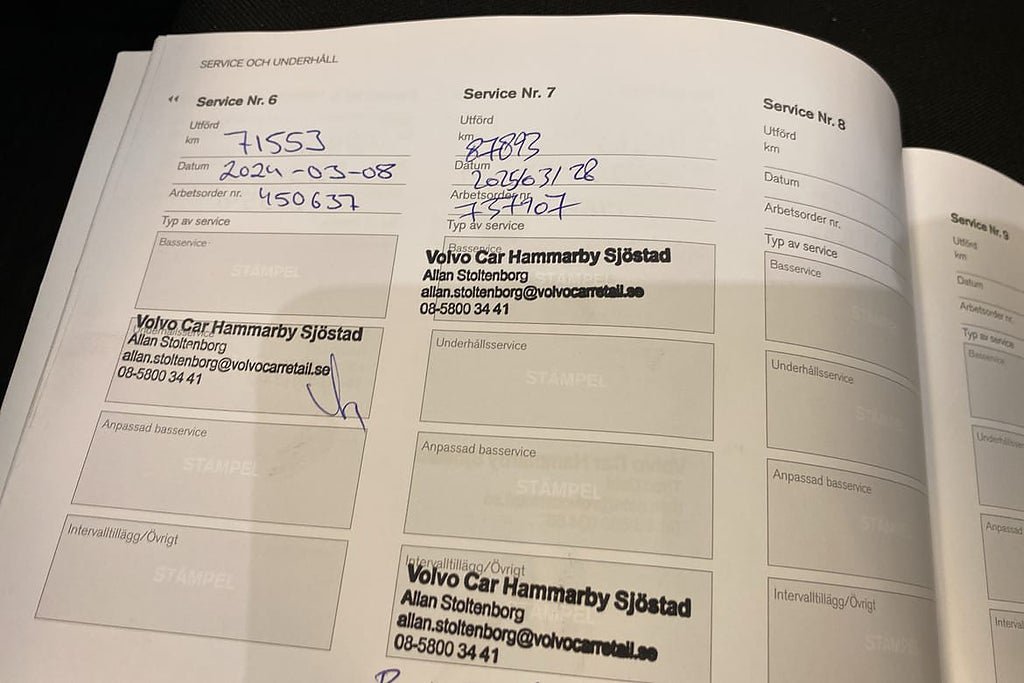 SERVICE OCH UNDERHÅLL
Service Nr. 6
Utförd
km 71553
Datum 2024-03-08
Arbetsorder nr. 450637
Typ av service
Basservice
STÄMPEL
Underhållsservice
Volvo Car Hammarby Sjöstad
Allan Stoltenborg
allan.stoltenborg@volvocarretail.se
08-5800 34 41
Anpassad basservice
STÄMPEL
Intervalltillägg/Övrigt
STÄMPEL
Service Nr. 7
Utförd
km 87893
Datum 2025/03/28
Arbetsorder nr.
Typ av service
Basservice
STÄMPEL
Volvo Car Hammarby Sjöstad
Allan Stoltenborg
allan.stoltenborg@volvocarretail.se
08-5800 34 41
Underhållsservice
STÄMPEL
Anpassad basservice
STÄMPEL
Intervalltillägg/Övrigt
Volvo Car Hammarby Sjöstad
Allan Stoltenborg
allan.stoltenborg@volvocarretail.se
08-5800 34 41
Service Nr. 8
Utförd
km
Datum
Arbetsorder nr.
Typ av service
Basservice
Underhållsservice
Anpassad basservice
Intervalltillägg/Övrigt
Service Nr. 9
Utförd
km
Datum
Arbetsorder nr.
Typ av service
Basservice